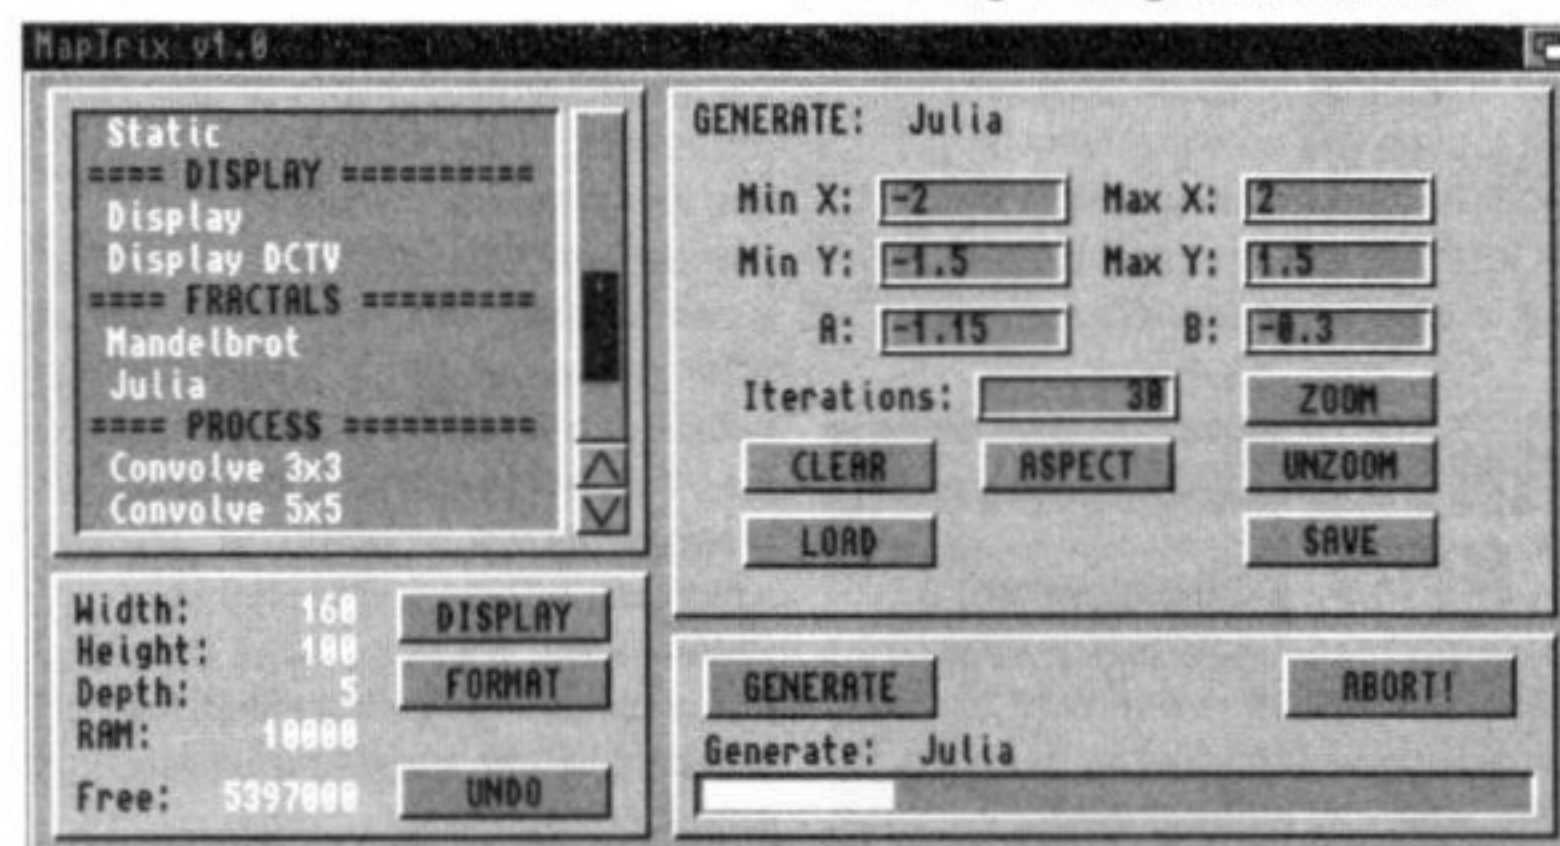 MapTrix v1.0
Static
==== DISPLAY ==========
Display
Display DCTV
==== FRACTALS =========
Mandelbrot
Julia
==== PROCESS ==========
Convolve 3x3
Convolve 5x5
Width: 160
Height: 100
Depth: 5
RAM: 10000
Free: 5397000
DISPLAY
FORMAT
UNDO
GENERATE: Julia
Min X: -2 Max X: 2
Min Y: -1.5 Max Y: 1.5
A: -1.15 B: -0.3
Iterations: 30 ZOOM
CLEAR ASPECT UNZOOM
LOAD SAVE
GENERATE ABORT!
Generate: Julia